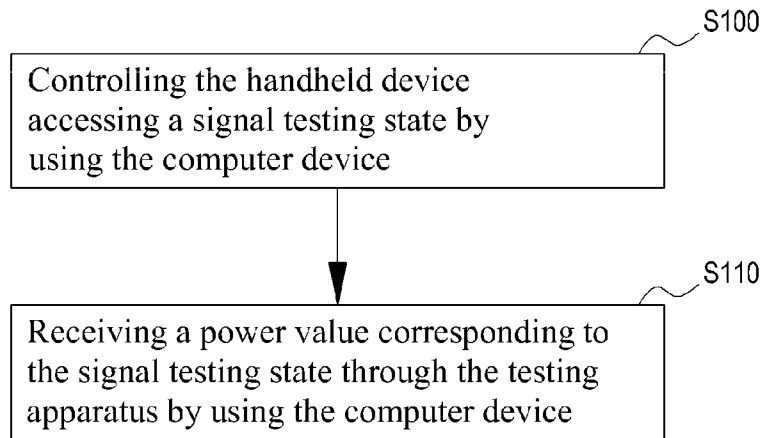 S100
Controlling the handheld device
accessing a signal testing state by
using the computer device
S110
Receiving a power value corresponding to
the signal testing state through the testing
apparatus by using the computer device